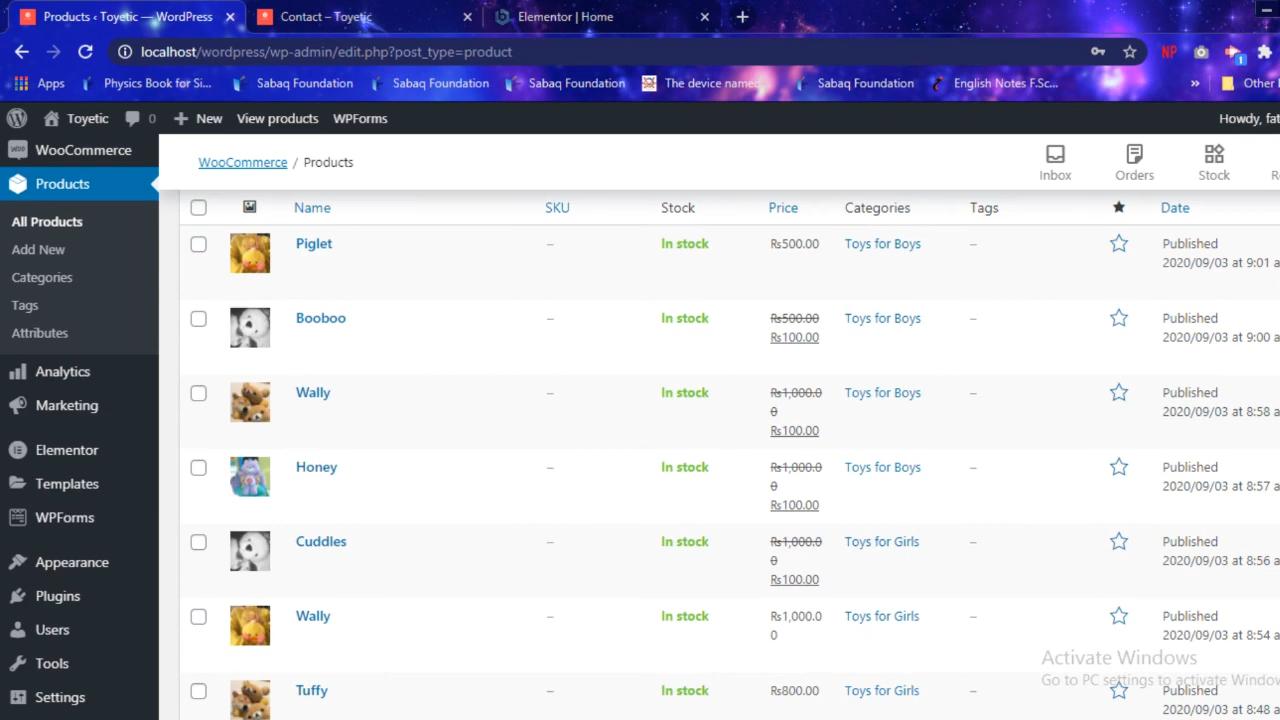 Products ‹ Toyetic — WordPress
Contact – Toyetic
Elementor | Home
localhost/wordpress/wp-admin/edit.php?post_type=product
NP
1
Apps
Physics Book for Si...
Sabaq Foundation
Sabaq Foundation
Sabaq Foundation
The device named
Sabaq Foundation
English Notes F.Sc...
»
Other
Toyetic
0
New
View products
WPForms
Howdy, fat
WooCommerce
Products
All Products
Add New
Categories
Tags
Attributes
Analytics
Marketing
Elementor
Templates
WPForms
Appearance
Plugins
Users
Tools
Settings
WooCommerce / Products
Inbox
Orders
Stock
Name SKU Stock Price Categories Tags Date
Piglet – In stock Rs500.00 Toys for Boys – Published
2020/09/03 at 9:01 a
Booboo – In stock Rs500.00 Toys for Boys – Published
Rs100.00 2020/09/03 at 9:00 a
Wally – In stock Rs1,000.0 Toys for Boys – Published
0 2020/09/03 at 8:58 a
Rs100.00
Honey – In stock Rs1,000.0 Toys for Boys – Published
0 2020/09/03 at 8:57 a
Rs100.00
Cuddles – In stock Rs1,000.0 Toys for Girls – Published
0 2020/09/03 at 8:56 a
Rs100.00
Wally – In stock Rs1,000.0 Toys for Girls – Published
0 2020/09/03 at 8:54 a
Tuffy – In stock Rs800.00 Toys for Girls – Published
2020/09/03 at 8:48 a
Activate Windows
Go to PC settings to activate Window